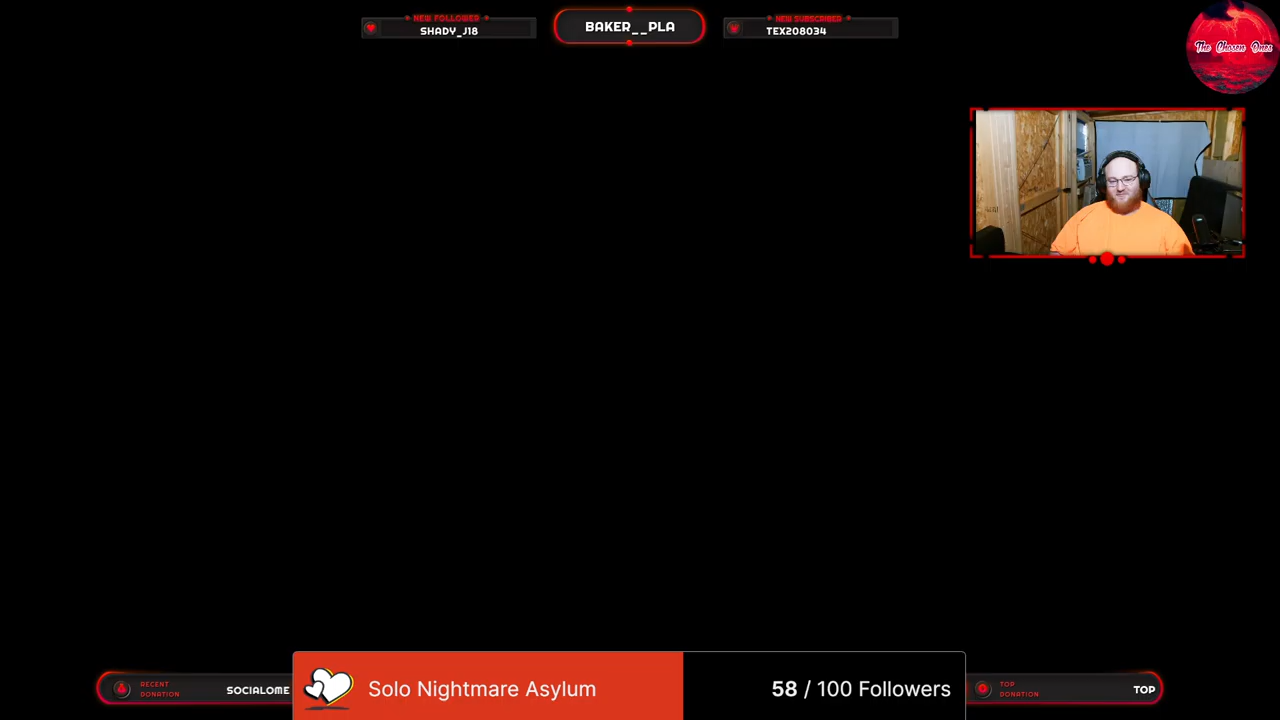 NEW FOLLOWER
SHADY_J18
BAKER__PLA
NEW SUBSCRIBER
TEX208034
The Chosen Ones
RECENT
DONATION
SOCIALOME
Solo Nightmare Asylum
58 / 100 Followers
TOP
DONATION
TOP